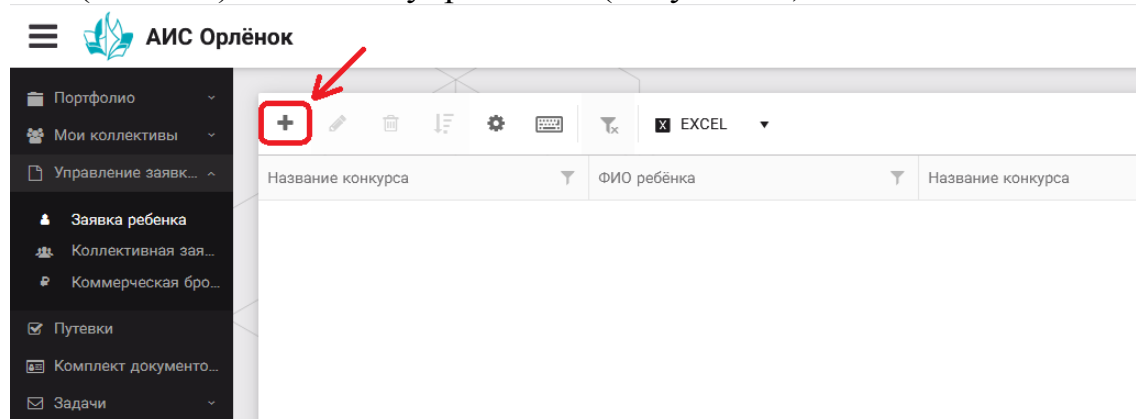 АИС Орлёнок
Портфолио
Мои коллективы
Управление заявк...
Заявка ребенка
Коллективная зая...
Коммерческая бро...
Путевки
Комплект документо...
Задачи
EXCEL
Название конкурса
ФИО ребёнка
Название конкурса